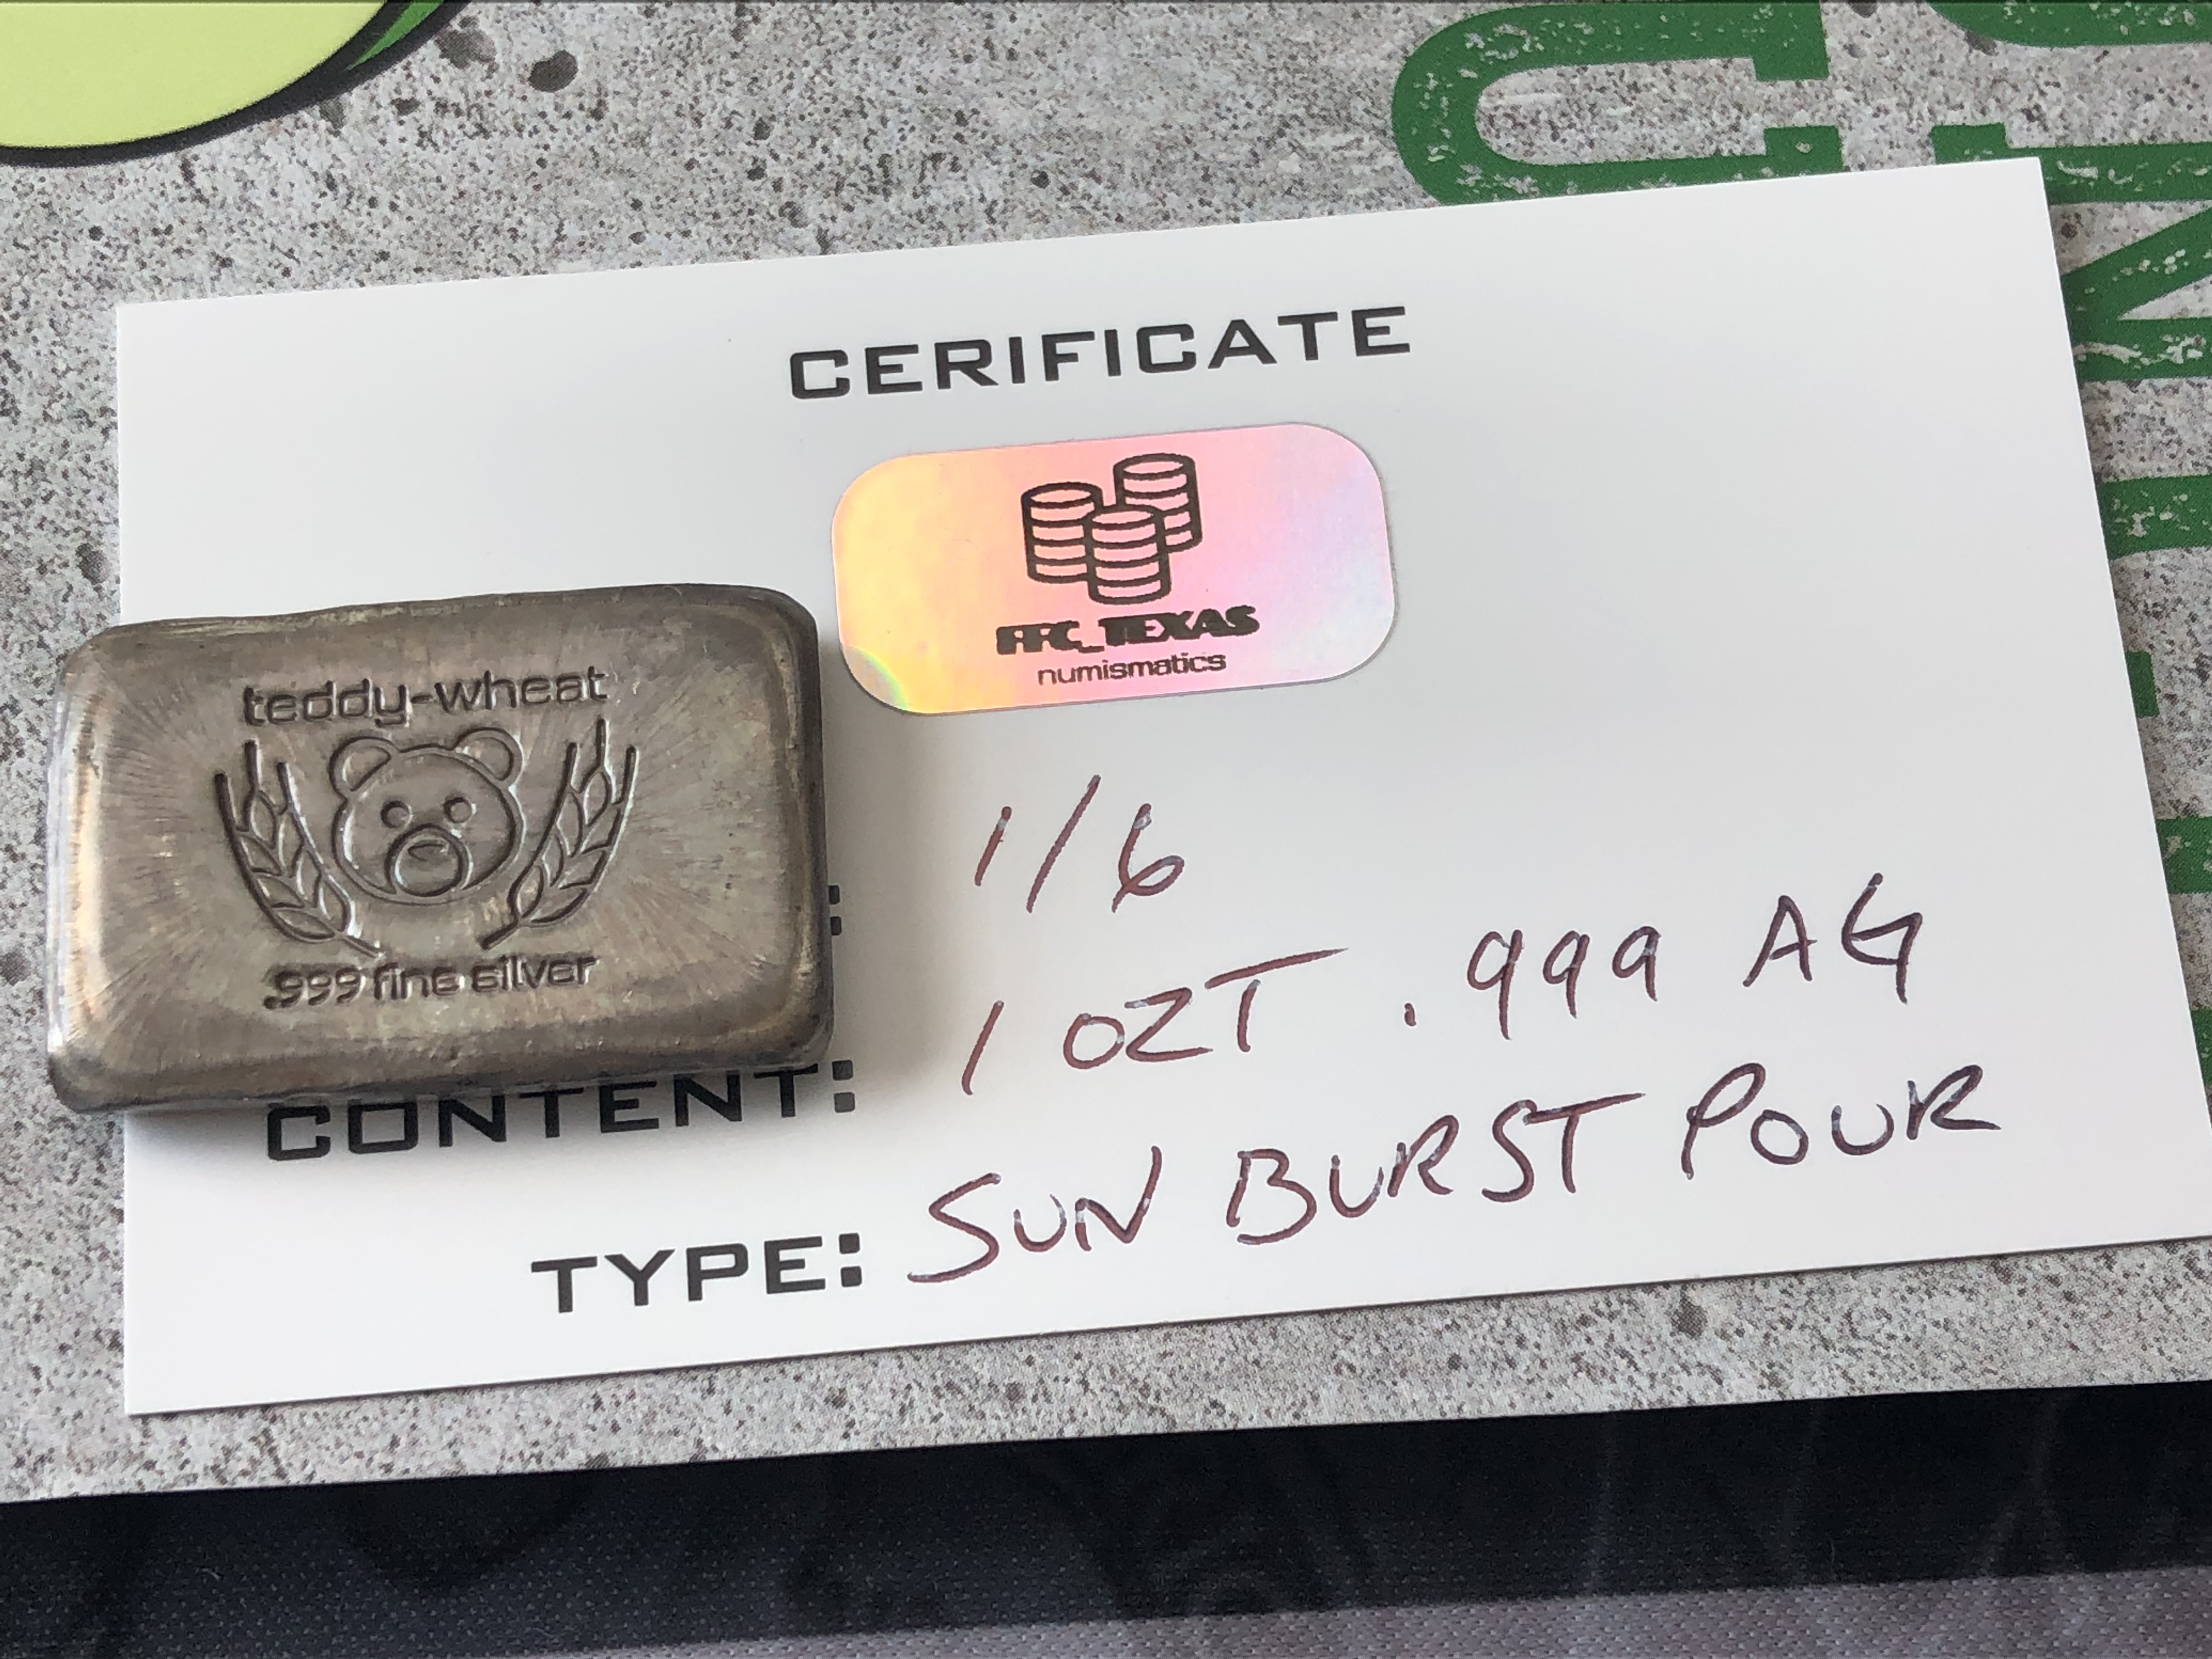 CERIFICATE
FFC_TEXAS
numismatics
teddy-wheat
.999 fine silver
: 1/6
CONTENT: 1 OZT .999 AG
TYPE: SUN BURST POUR